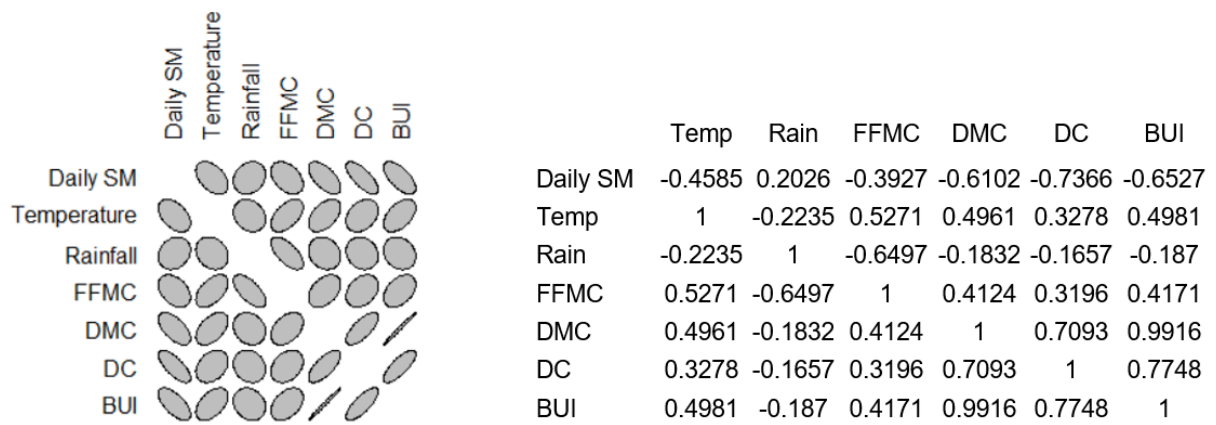 Daily SM
Temperature
Rainfall
FFMC
DMC
DC
BUI
Daily SM
Temperature
Rainfall
FFMC
DMC
DC
BUI
Temp Rain FFMC DMC DC BUI
Daily SM -0.4585 0.2026 -0.3927 -0.6102 -0.7366 -0.6527
Temp 1 -0.2235 0.5271 0.4961 0.3278 0.4981
Rain -0.2235 1 -0.6497 -0.1832 -0.1657 -0.187
FFMC 0.5271 -0.6497 1 0.4124 0.3196 0.4171
DMC 0.4961 -0.1832 0.4124 1 0.7093 0.9916
DC 0.3278 -0.1657 0.3196 0.7093 1 0.7748
BUI 0.4981 -0.187 0.4171 0.9916 0.7748 1